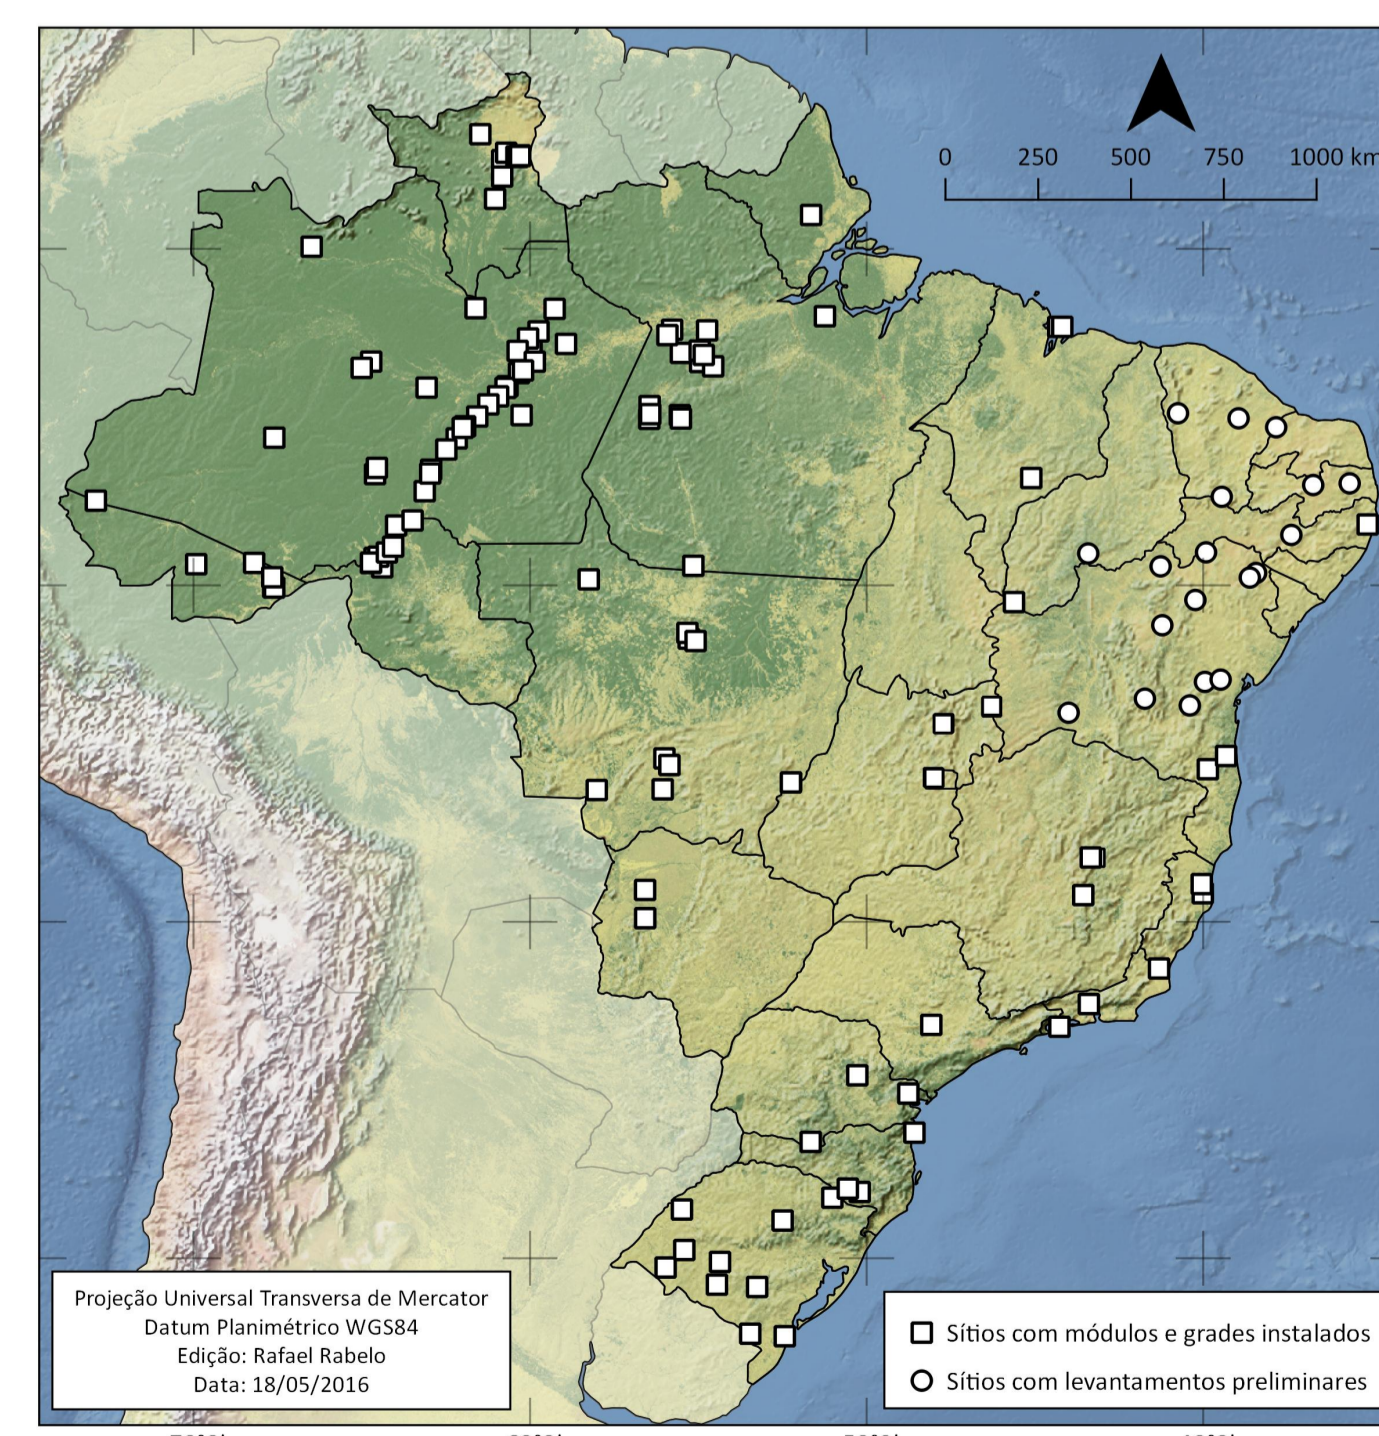 0 250 500 750 1000 km
Projeção Universal Transversa de Mercator
Datum Planimétrico WGS84
Edição: Rafael Rabelo
Data: 18/05/2016
Sítios com módulos e grades instalados
Sítios com levantamentos preliminares